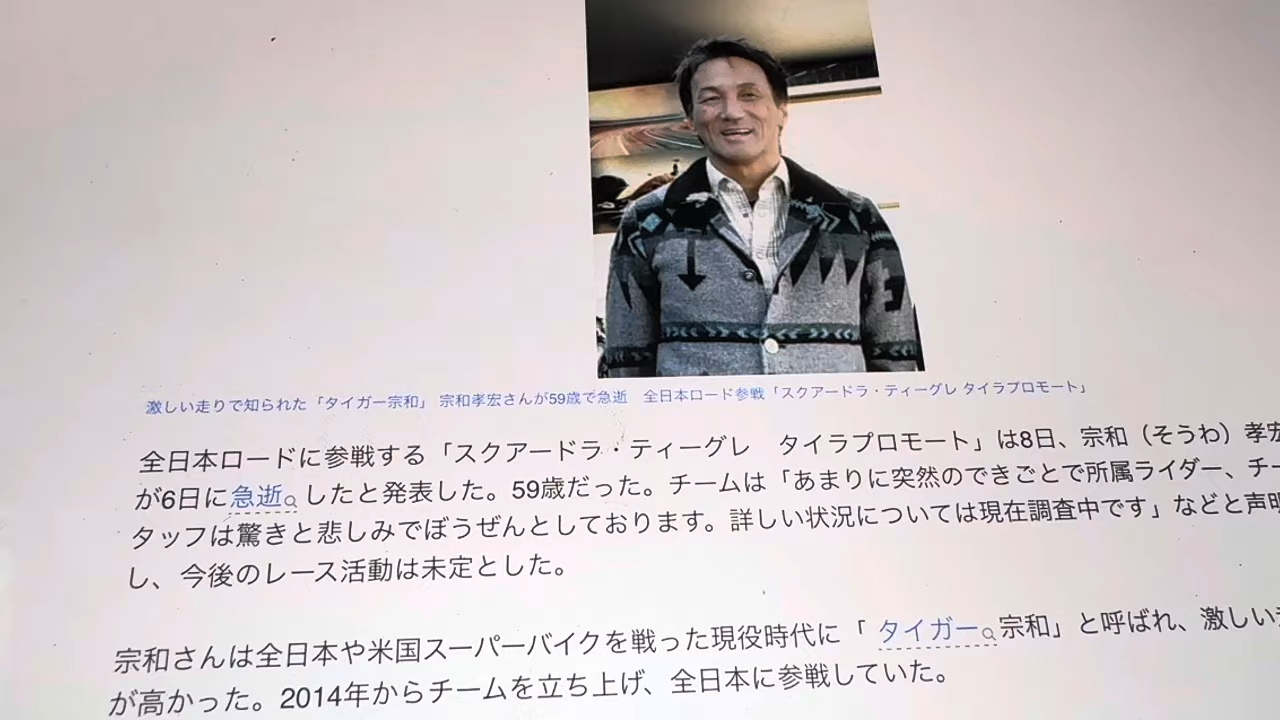 激しい走りで知られた「タイガー宗和」 宗和孝宏さんが59歳で急逝　全日本ロード参戦「スクアードラ・ティーグレ タイラプロモート」
全日本ロードに参戦する「スクアードラ・ティーグレ　タイラプロモート」は8日、宗和（そうわ）孝
が6日に急逝したと発表した。59歳だった。チームは「あまりに突然のできごとで所属ライダー、チー
タッフは驚きと悲しみでぼうぜんとしております。詳しい状況については現在調査中です」などと声明
し、今後のレース活動は未定とした。
宗和さんは全日本や米国スーパーバイクを戦った現役時代に「タイガー宗和」と呼ばれ、激しい
が高かった。2014年からチームを立ち上げ、全日本に参戦していた。